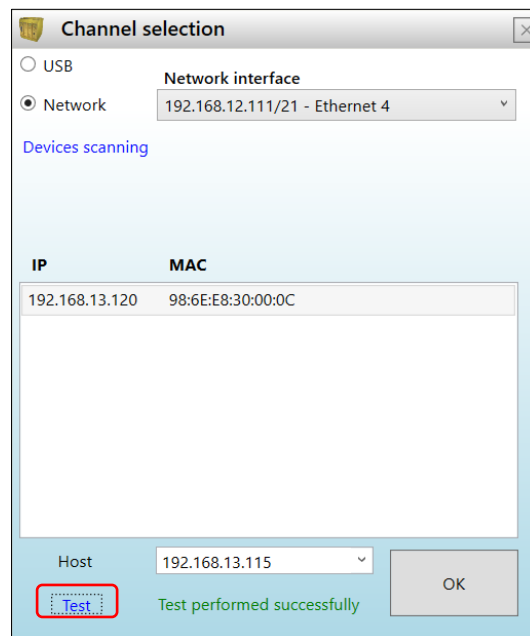 Channel selection
USB
Network interface
Network
192.168.12.111/21 - Ethernet 4
Devices scanning
IP MAC
192.168.13.120 98:6E:E8:30:00:0C
Host
192.168.13.115
OK
Test
Test performed successfully